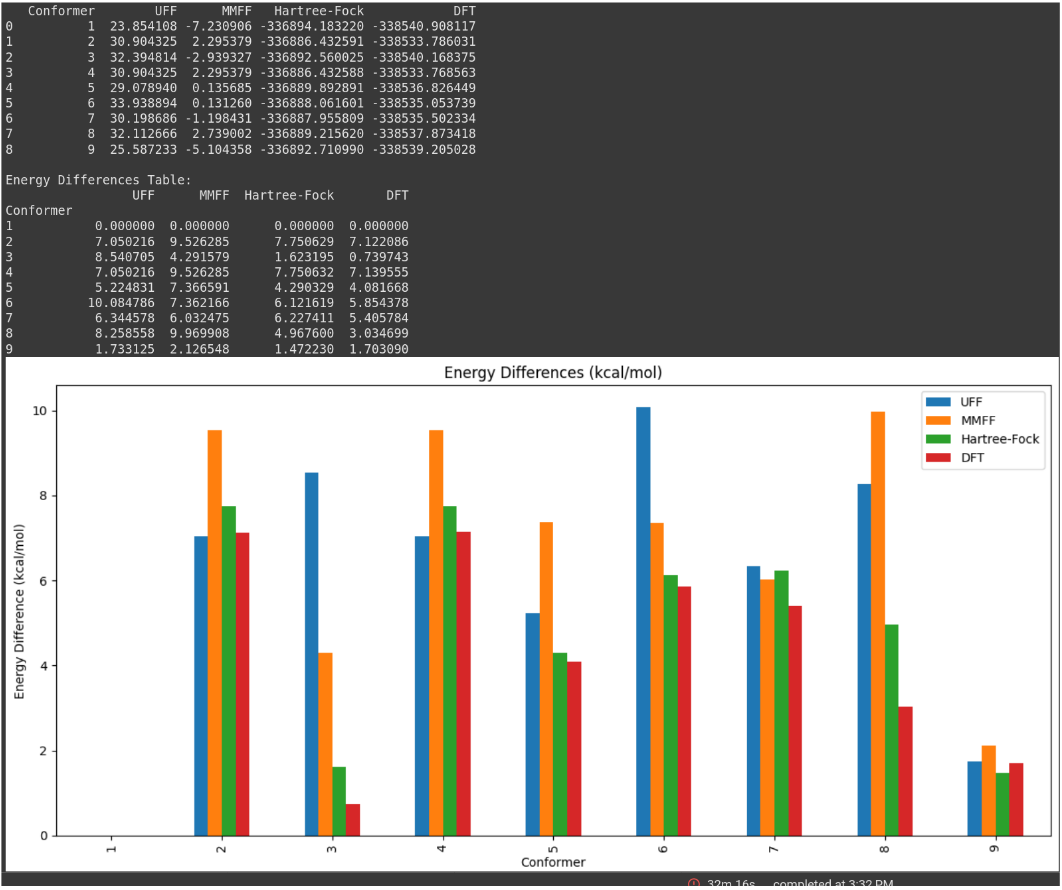 Conformer UFF MMFF Hartree-Fock DFT
0 1 23.854108 -7.230906 -336894.183220 -338540.908117
1 2 30.904325 2.295379 -336886.432591 -338533.786031
2 3 32.394814 -2.939327 -336892.560025 -338540.168375
3 4 30.904325 2.295379 -336886.432588 -338533.768563
4 5 29.078940 0.135685 -336889.892891 -338536.826449
5 6 33.938894 0.131260 -336888.061601 -338535.053739
6 7 30.198686 -1.198431 -336887.955809 -338535.502334
7 8 32.112666 2.739002 -336889.215620 -338537.873418
8 9 25.587233 -5.104358 -336892.710990 -338539.205028
Energy Differences Table:
UFF MMFF Hartree-Fock DFT
Conformer
1 0.000000 0.000000 0.000000 0.000000
2 7.050216 9.526285 7.750629 7.122086
3 8.540705 4.291579 1.623195 0.739743
4 7.050216 9.526285 7.750632 7.139555
5 5.224831 7.366591 4.290329 4.081668
6 10.084786 7.362166 6.121619 5.854378
7 6.344578 6.032475 6.227411 5.405784
8 8.258558 9.969908 4.967600 3.034699
9 1.733125 2.126548 1.472230 1.703090
Energy Differences (kcal/mol)
UFF
MMFF
Hartree-Fock
DFT
Energy Difference (kcal/mol)
10
8
6
4
2
0
1 2 3 4 5 6 7 8 9
Conformer
32m 16s completed at 3:32 PM